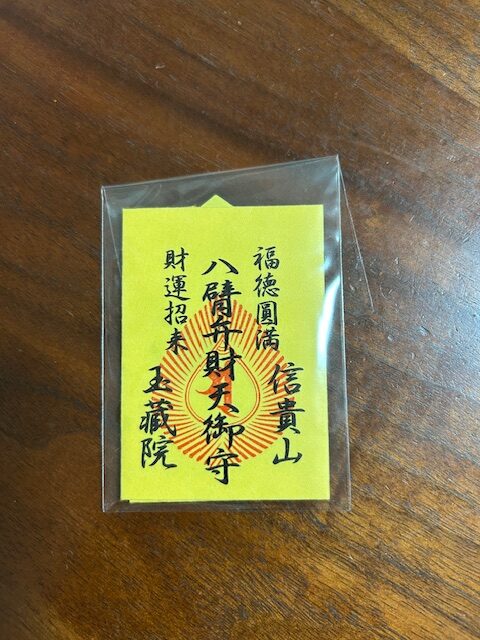 福徳圓満
信貴山
八臂弁財天御守
財運招来
玉蔵院